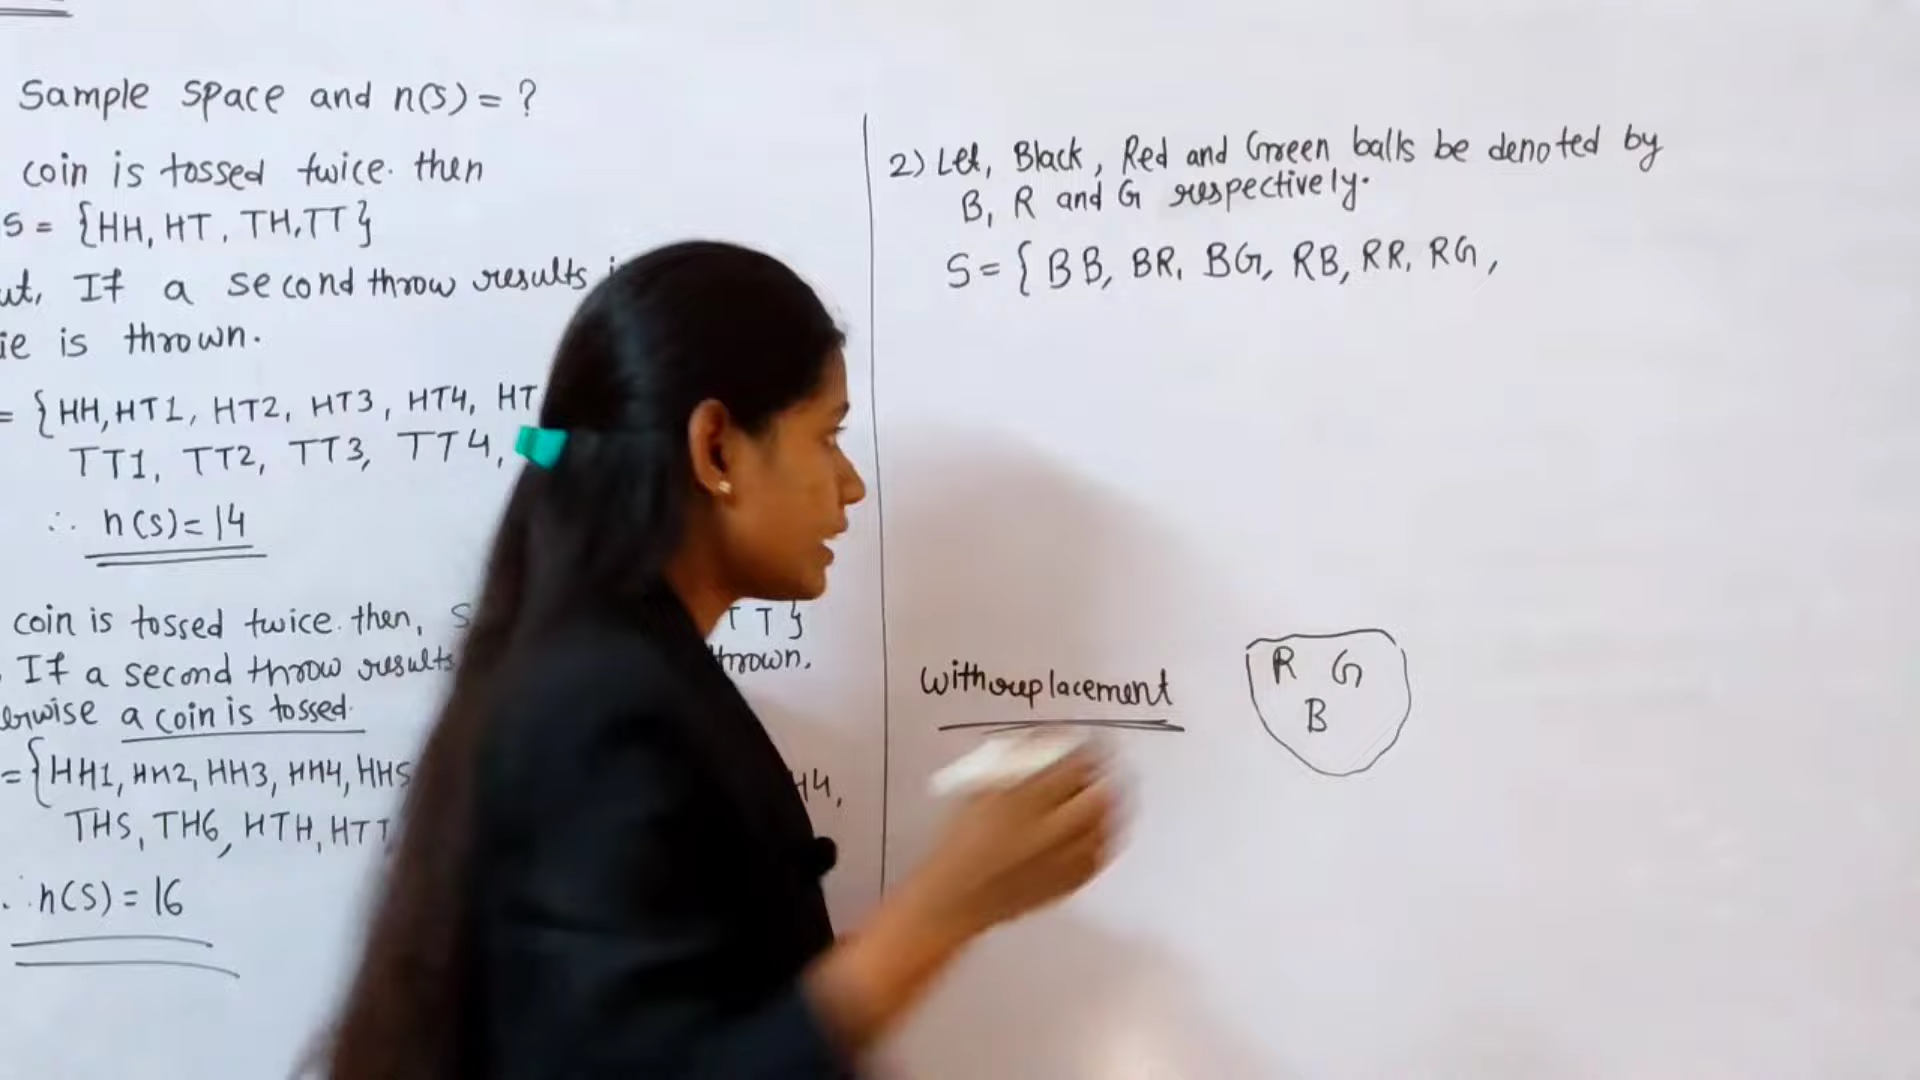 Sample space and n(s) = ?
coin is tossed twice. then
S = {HH, HT, TH, TT}
ut, If a second throw results
ie is thrown.
= {HH, HT1, HT2, HT3, HT4, HT
TT1, TT2, TT3, TT4,
∴ n(s) = 14
coin is tossed twice. then, S TT}
If a second throw results thrown.
erwise a coin is tossed.
= {HH1, HH2, HH3, HH4, HH5 H4,
TH5, TH6, HTH, HTT
∴ n(S) = 16
2) Let, Black, Red and Green balls be denoted by
B, R and G respectively.
S = { BB, BR, BG, RB, RR, RG,
withreplacement
R G
B